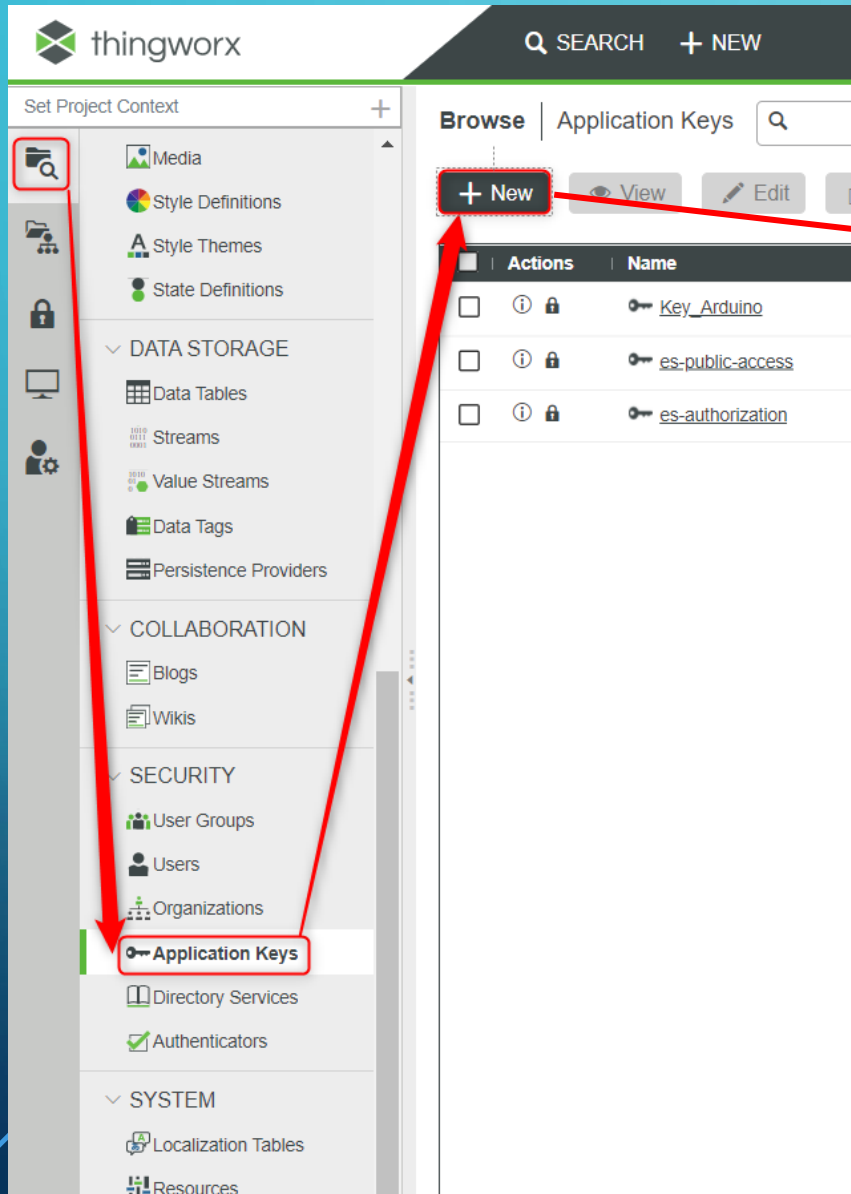 thingworx
SEARCH
NEW
Set Project Context
Browse
Application Keys
New
View
Edit
Actions
Name
Key_Arduino
es-public-access
es-authorization
Media
Style Definitions
Style Themes
State Definitions
DATA STORAGE
Data Tables
Streams
Value Streams
Data Tags
Persistence Providers
COLLABORATION
Blogs
Wikis
SECURITY
User Groups
Users
Organizations
Application Keys
Directory Services
Authenticators
SYSTEM
Localization Tables
Resources